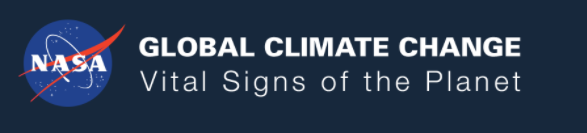 NASA
GLOBAL CLIMATE CHANGE
Vital Signs of the Planet